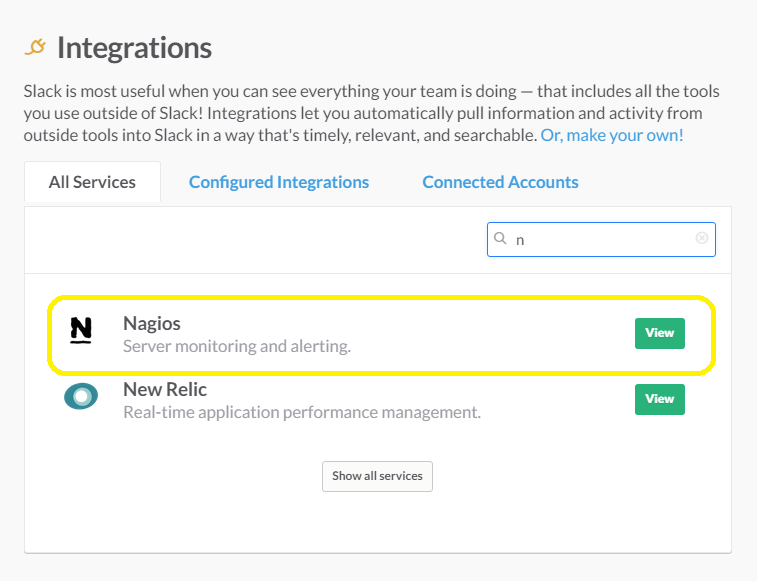 Integrations
Slack is most useful when you can see everything your team is doing — that includes all the tools
you use outside of Slack! Integrations let you automatically pull information and activity from
outside tools into Slack in a way that's timely, relevant, and searchable. Or, make your own!
All Services Configured Integrations Connected Accounts
n
N Nagios View
Server monitoring and alerting.
New Relic View
Real-time application performance management.
Show all services